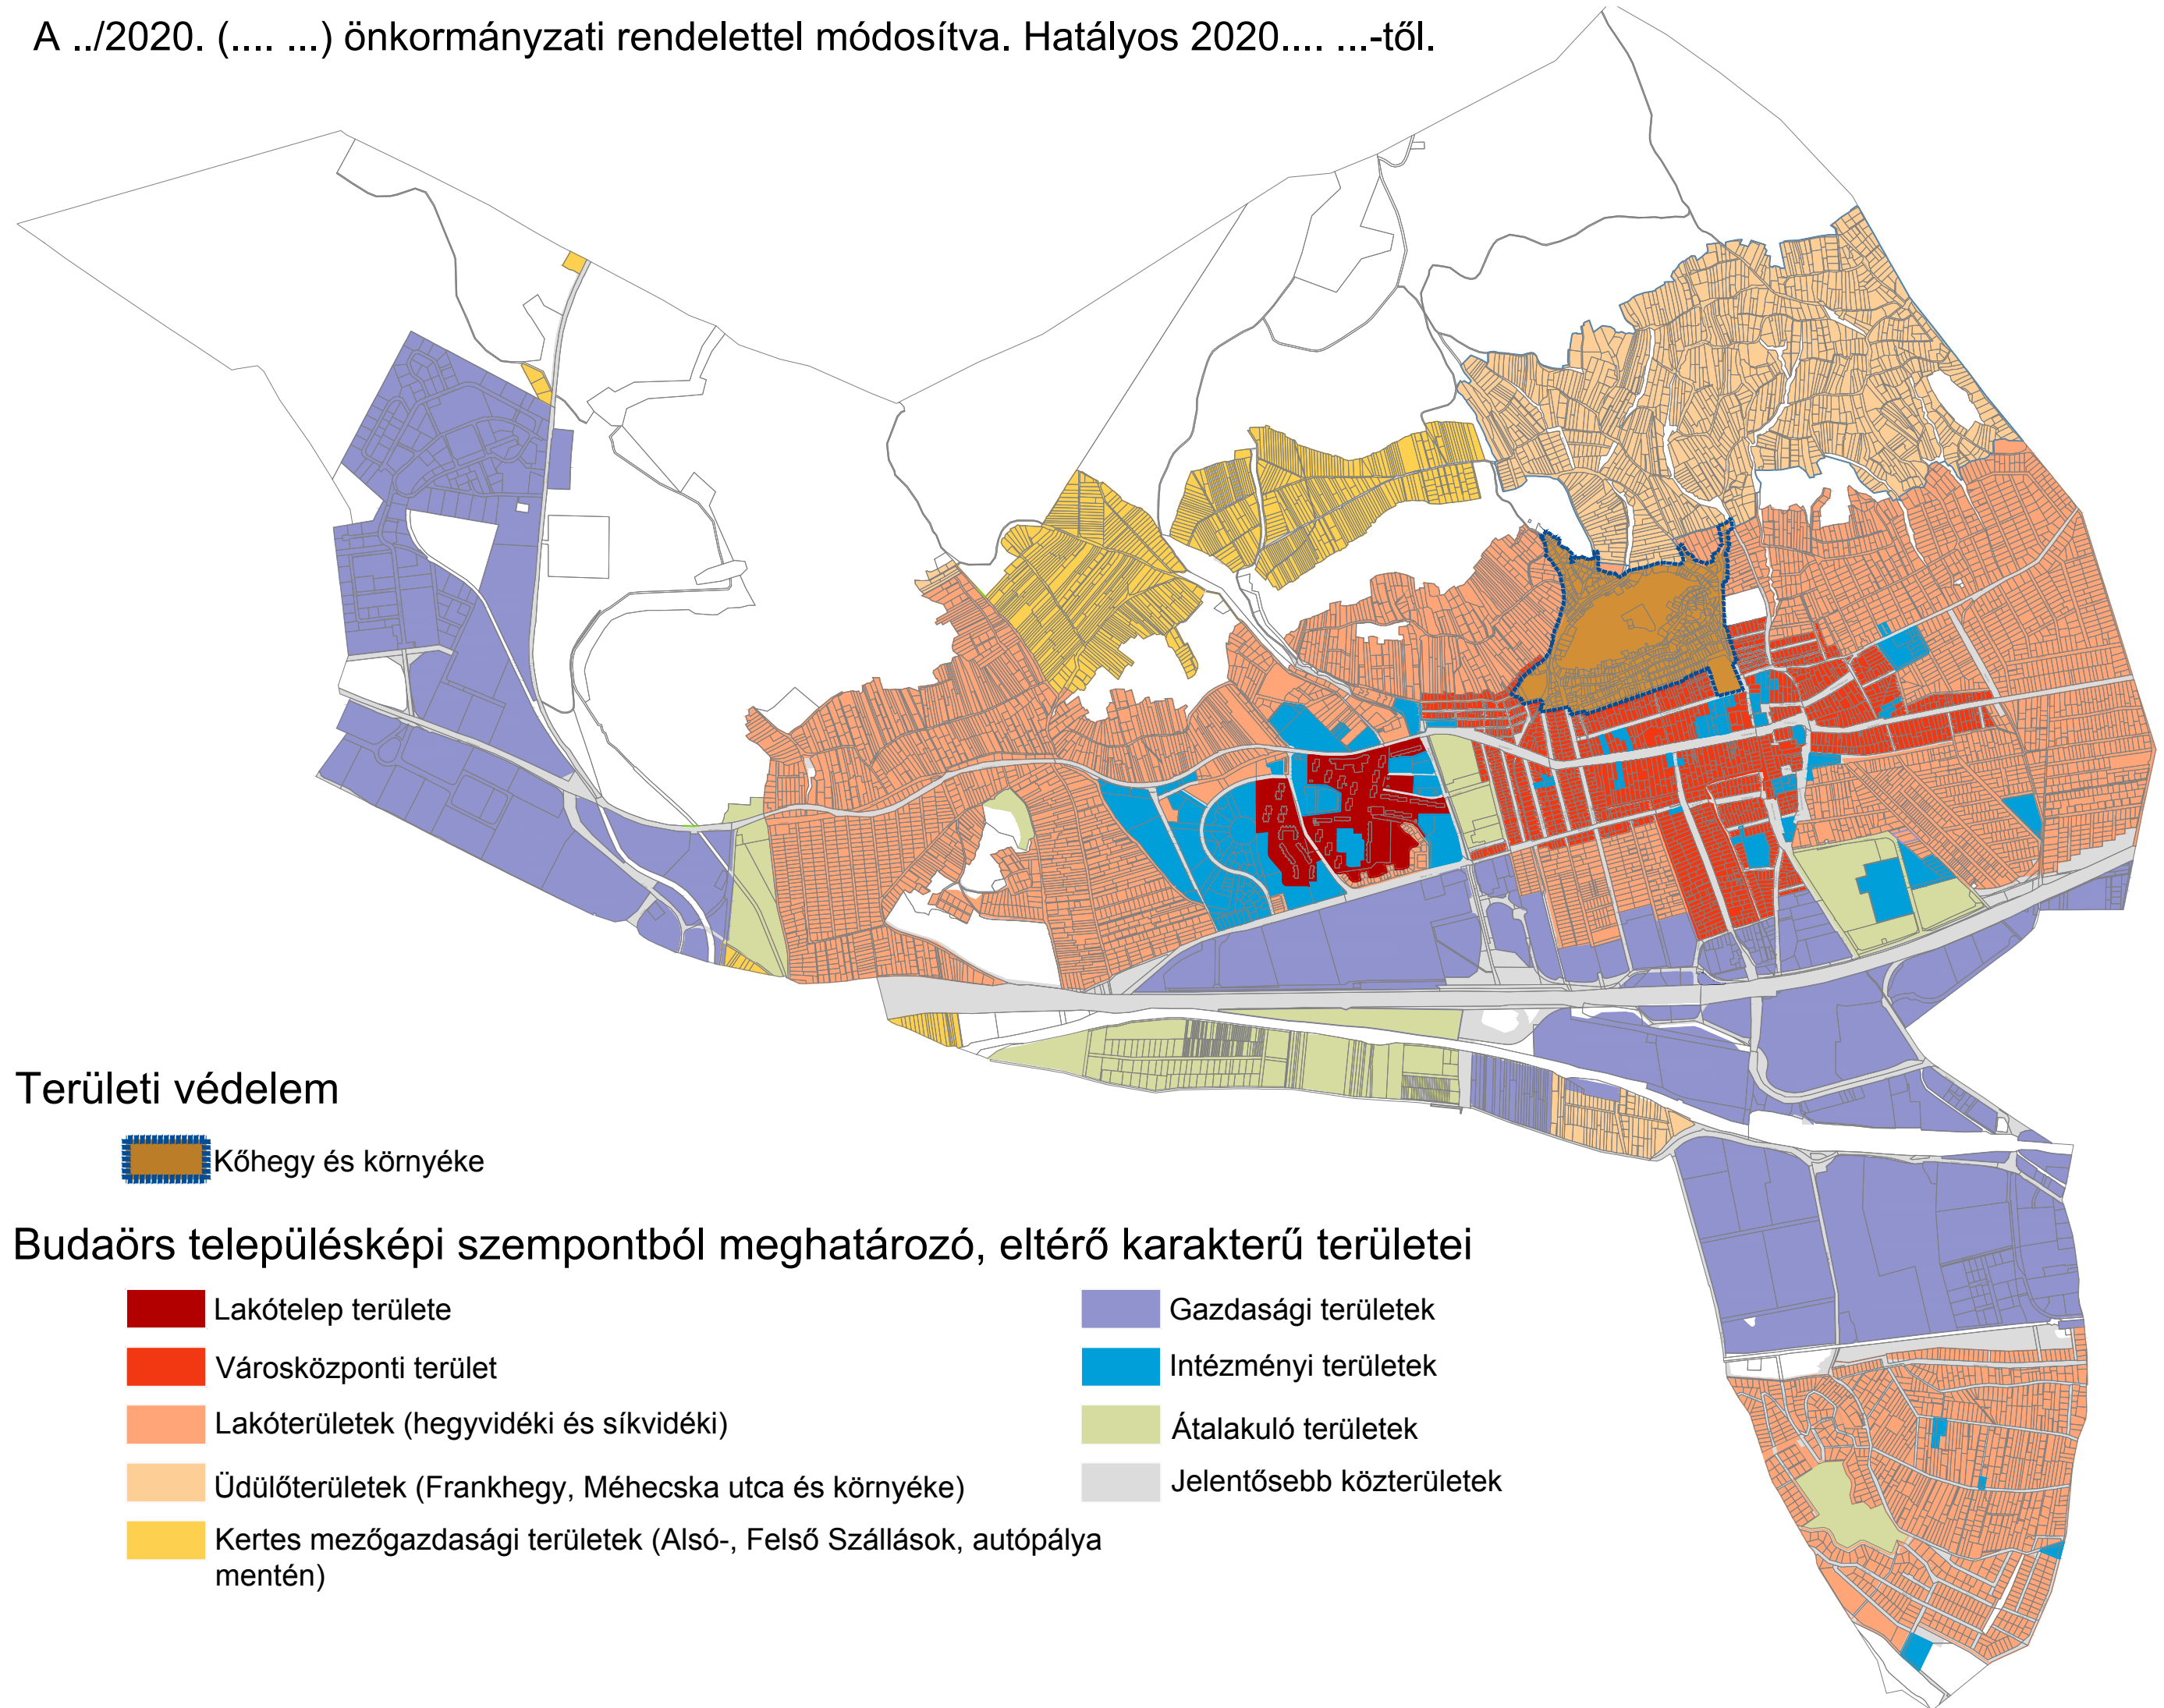 A ../2020. (.... ...) önkormányzati rendelettel módosítva. Hatályos 2020.... ...-től.
Területi védelem
Kőhegy és környéke
Budaörs településképi szempontból meghatározó, eltérő karakterű területei
Lakótelep területe
Városközponti terület
Lakóterületek (hegyvidéki és síkvidéki)
Üdülőterületek (Frankhegy, Méhecska utca és környéke)
Kertes mezőgazdasági területek (Alsó-, Felső Szállások, autópálya
mentén)
Gazdasági területek
Intézményi területek
Átalakuló területek
Jelentősebb közterületek